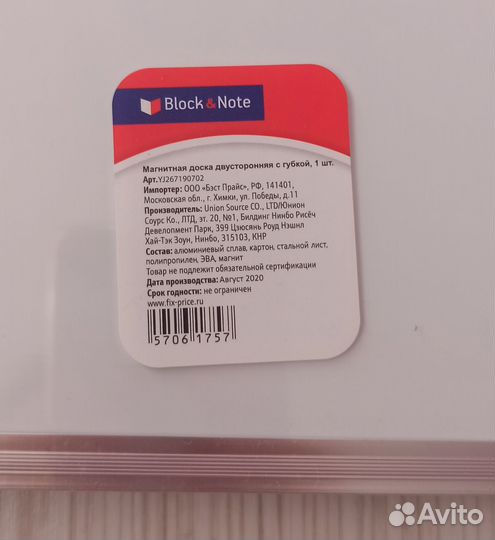 Block&Note
Магнитная доска двусторонняя с губкой, 1 шт.
Арт.YJ267190702
Импортер: ООО «Бэст Прайс», РФ, 141401,
Московская обл., г. Химки, ул. Победы, д.11
Производитель: Union Source CO., LTD/Юнион
Соурс Ко., ЛТД, эт. 20, №1, Билдинг Нинбо Рисёч
Девелопмент Парк, 399 Цзюсянь Роуд Нэшнл
Хай-Тэк Зоун, Нинбо, 315103, КНР
Состав: алюминиевый сплав, картон, стальной лист,
полипропилен, ЭВА, магнит
Товар не подлежит обязательной сертификации
Дата производства: Август 2020
Срок годности: не ограничен
www.fix-price.ru
57061757
Avito